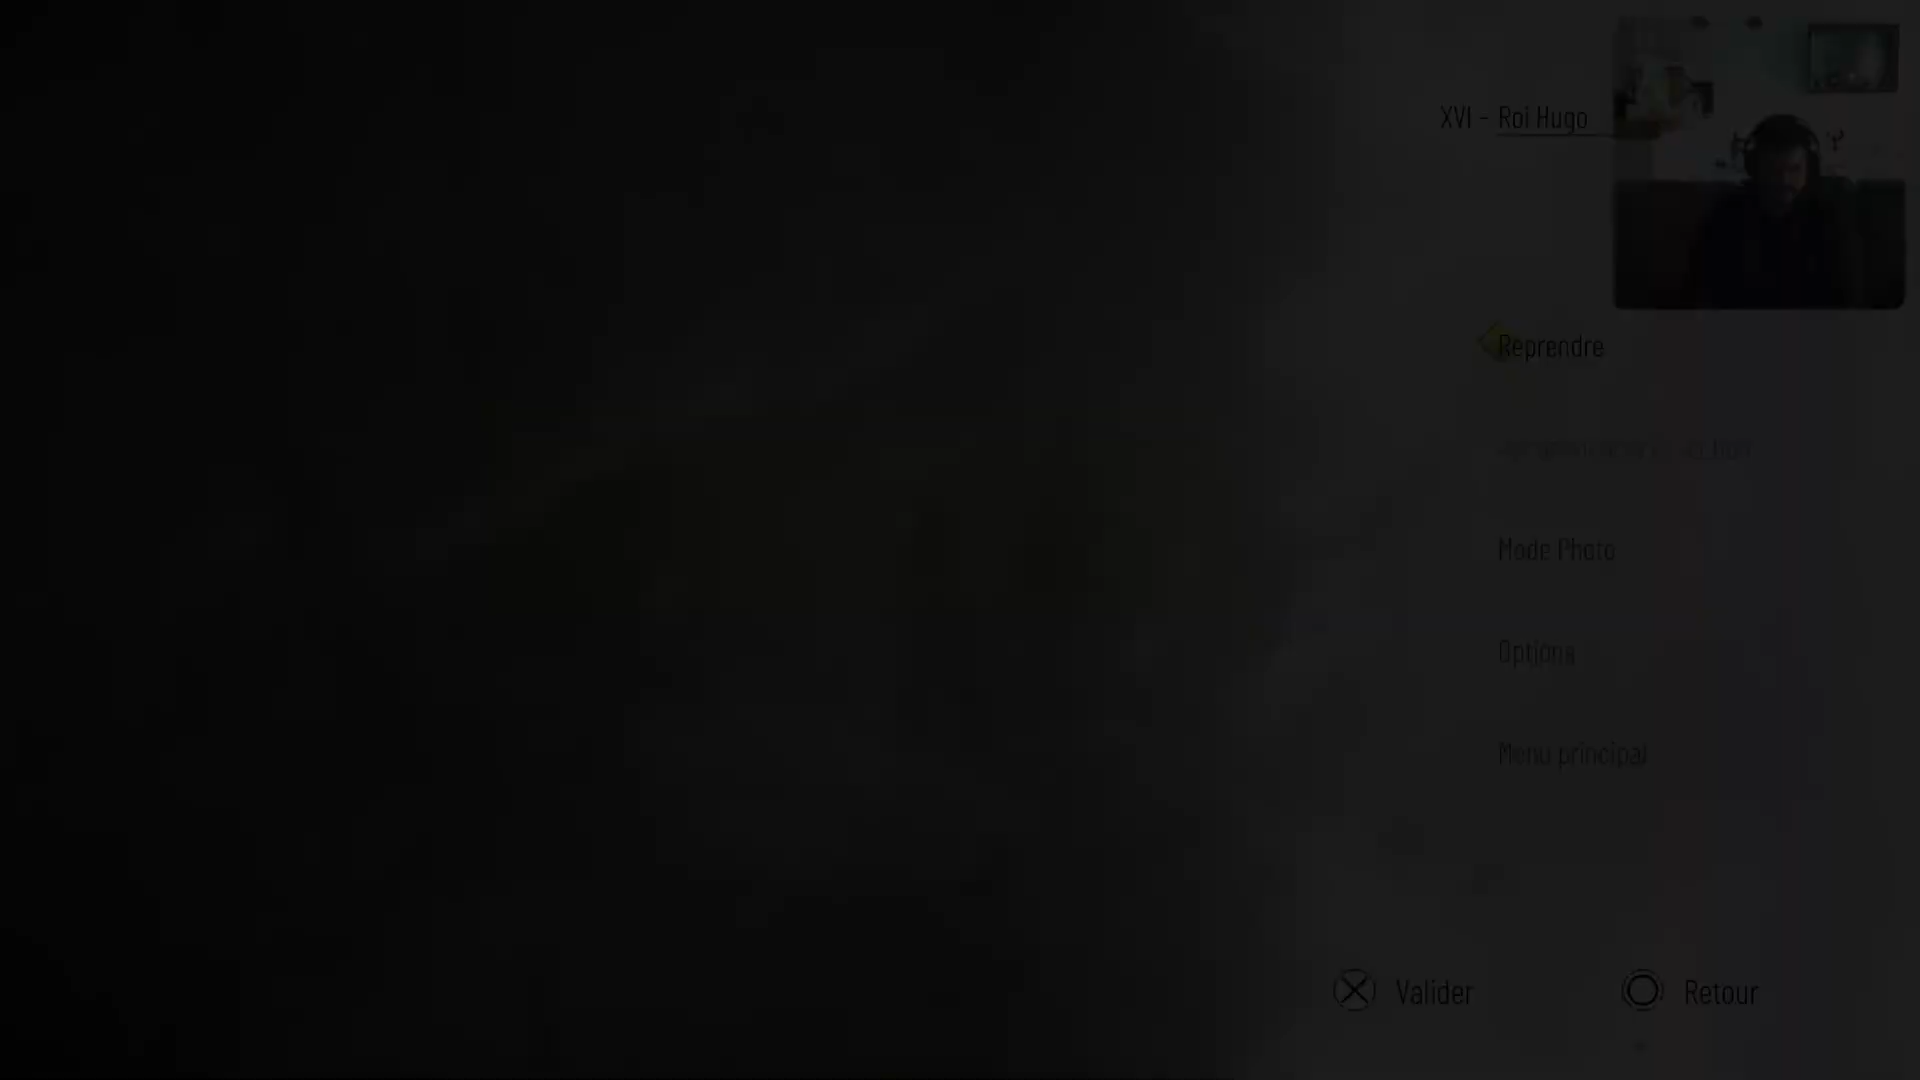 XVI - Roi Hugo
Reprendre
Mode Photo
Options
Menu principal
Valider
Retour